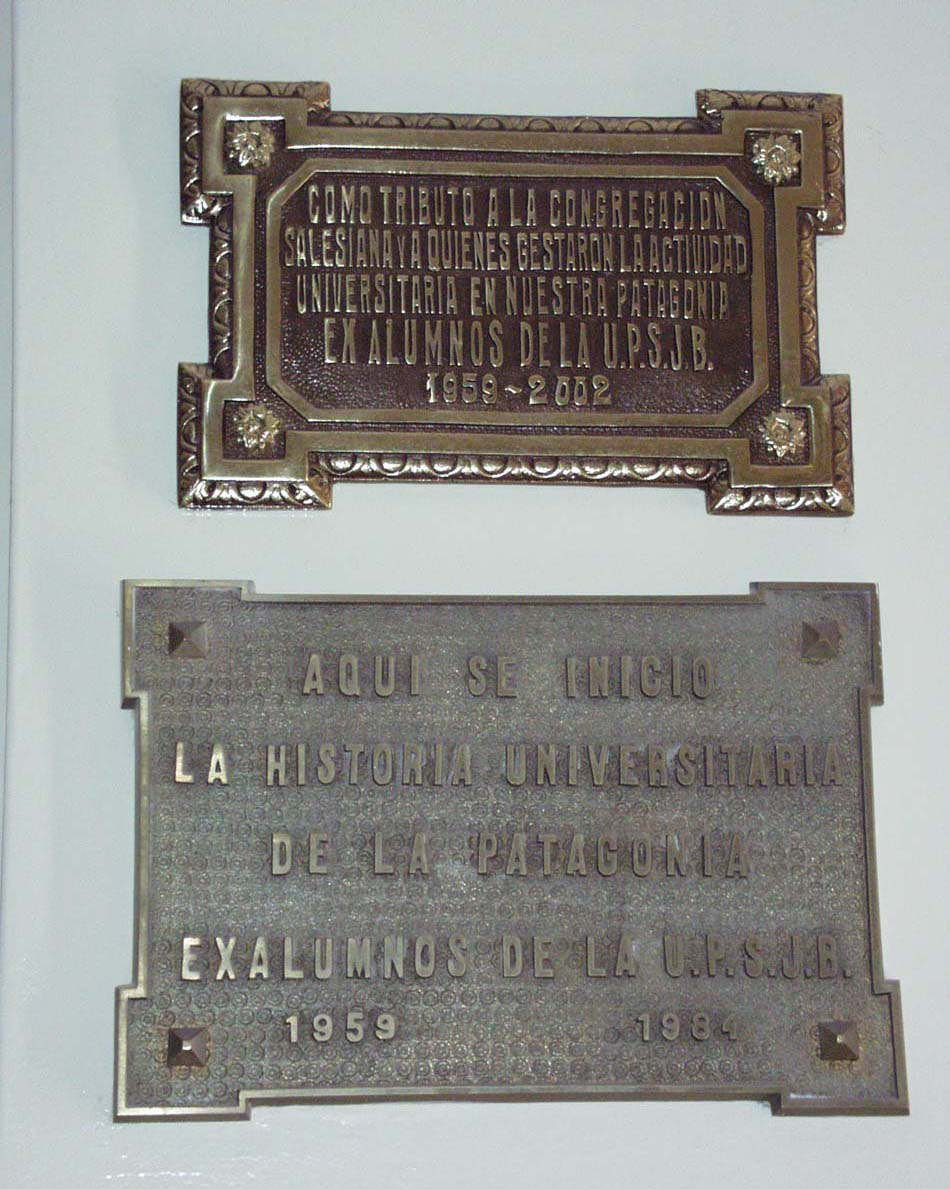 COMO TRIBUTO A LA CONGREGACION
SALESIANA Y A QUIENES GESTARON LA ACTIVIDAD
UNIVERSITARIA EN NUESTRA PATAGONIA
EX ALUMNOS DE LA U.P.S.J.B.
1959~2002
AQUI SE INICIO
LA HISTORIA UNIVERSITARIA
DE LA PATAGONIA
EXALUMNOS DE LA U.P.S.J.B.
1959 1984